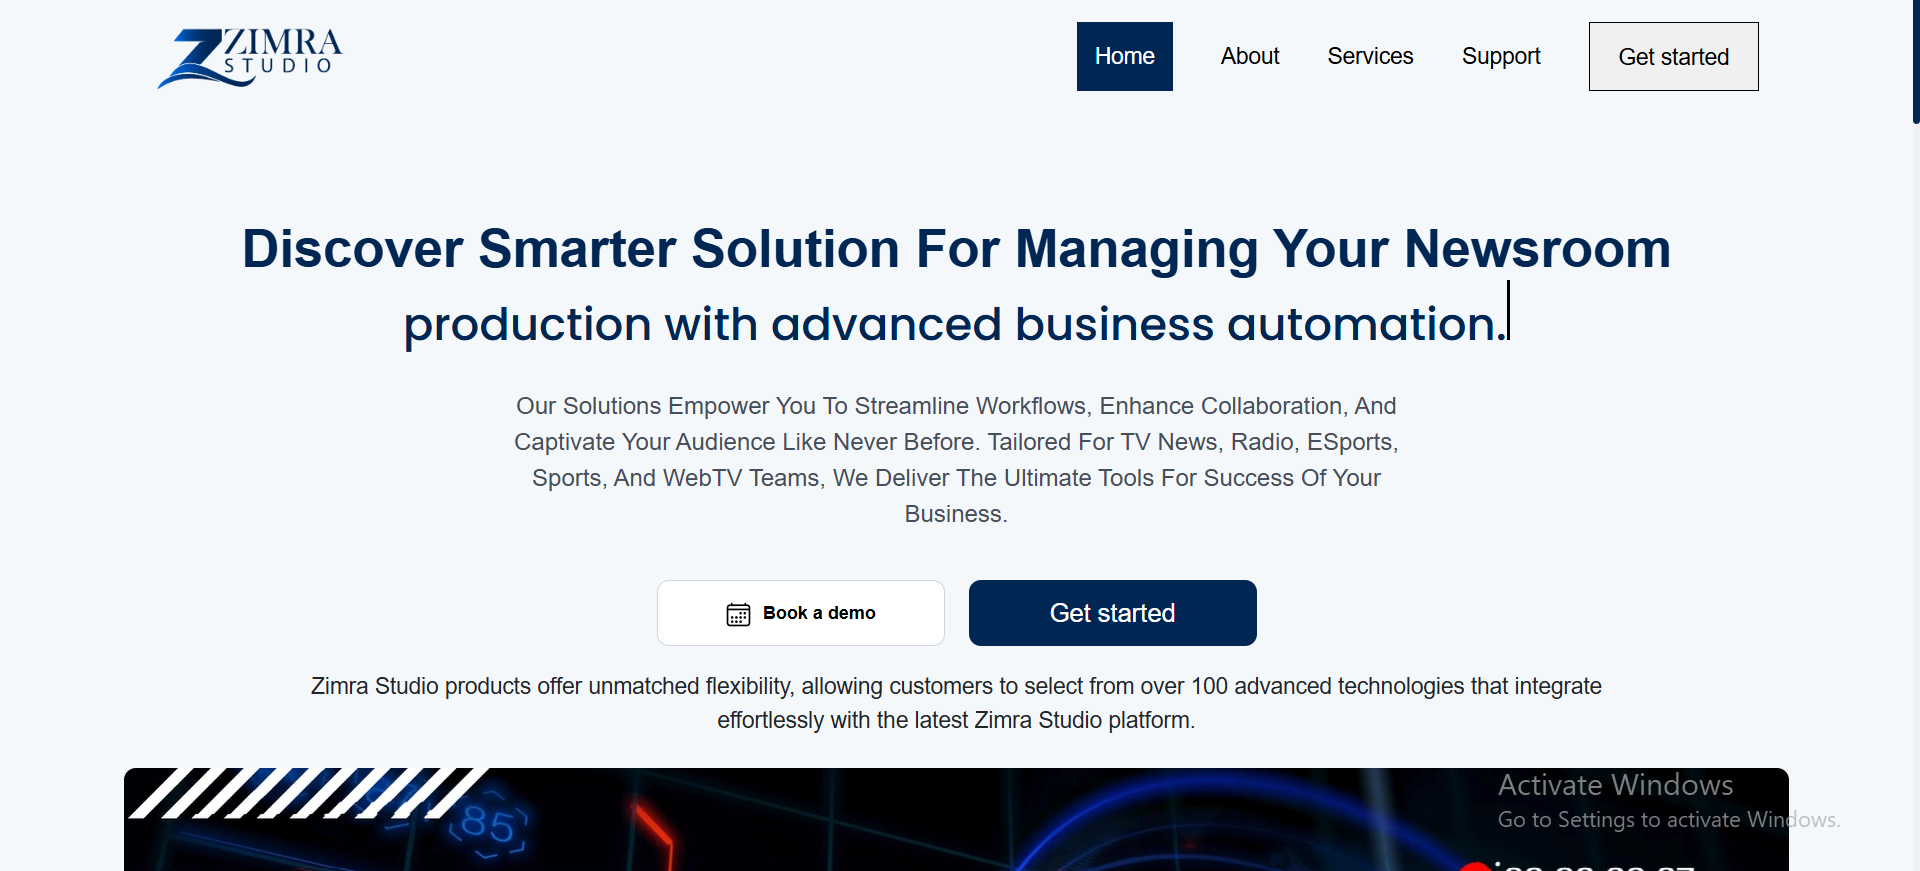 ZIMRA
STUDIO
Home About Services Support Get started
Discover Smarter Solution For Managing Your Newsroom
production with advanced business automation.
Our Solutions Empower You To Streamline Workflows, Enhance Collaboration, And
Captivate Your Audience Like Never Before. Tailored For TV News, Radio, ESports,
Sports, And WebTV Teams, We Deliver The Ultimate Tools For Success Of Your
Business.
Book a demo Get started
Zimra Studio products offer unmatched flexibility, allowing customers to select from over 100 advanced technologies that integrate
effortlessly with the latest Zimra Studio platform.
85
Activate Windows
Go to Settings to activate Windows.